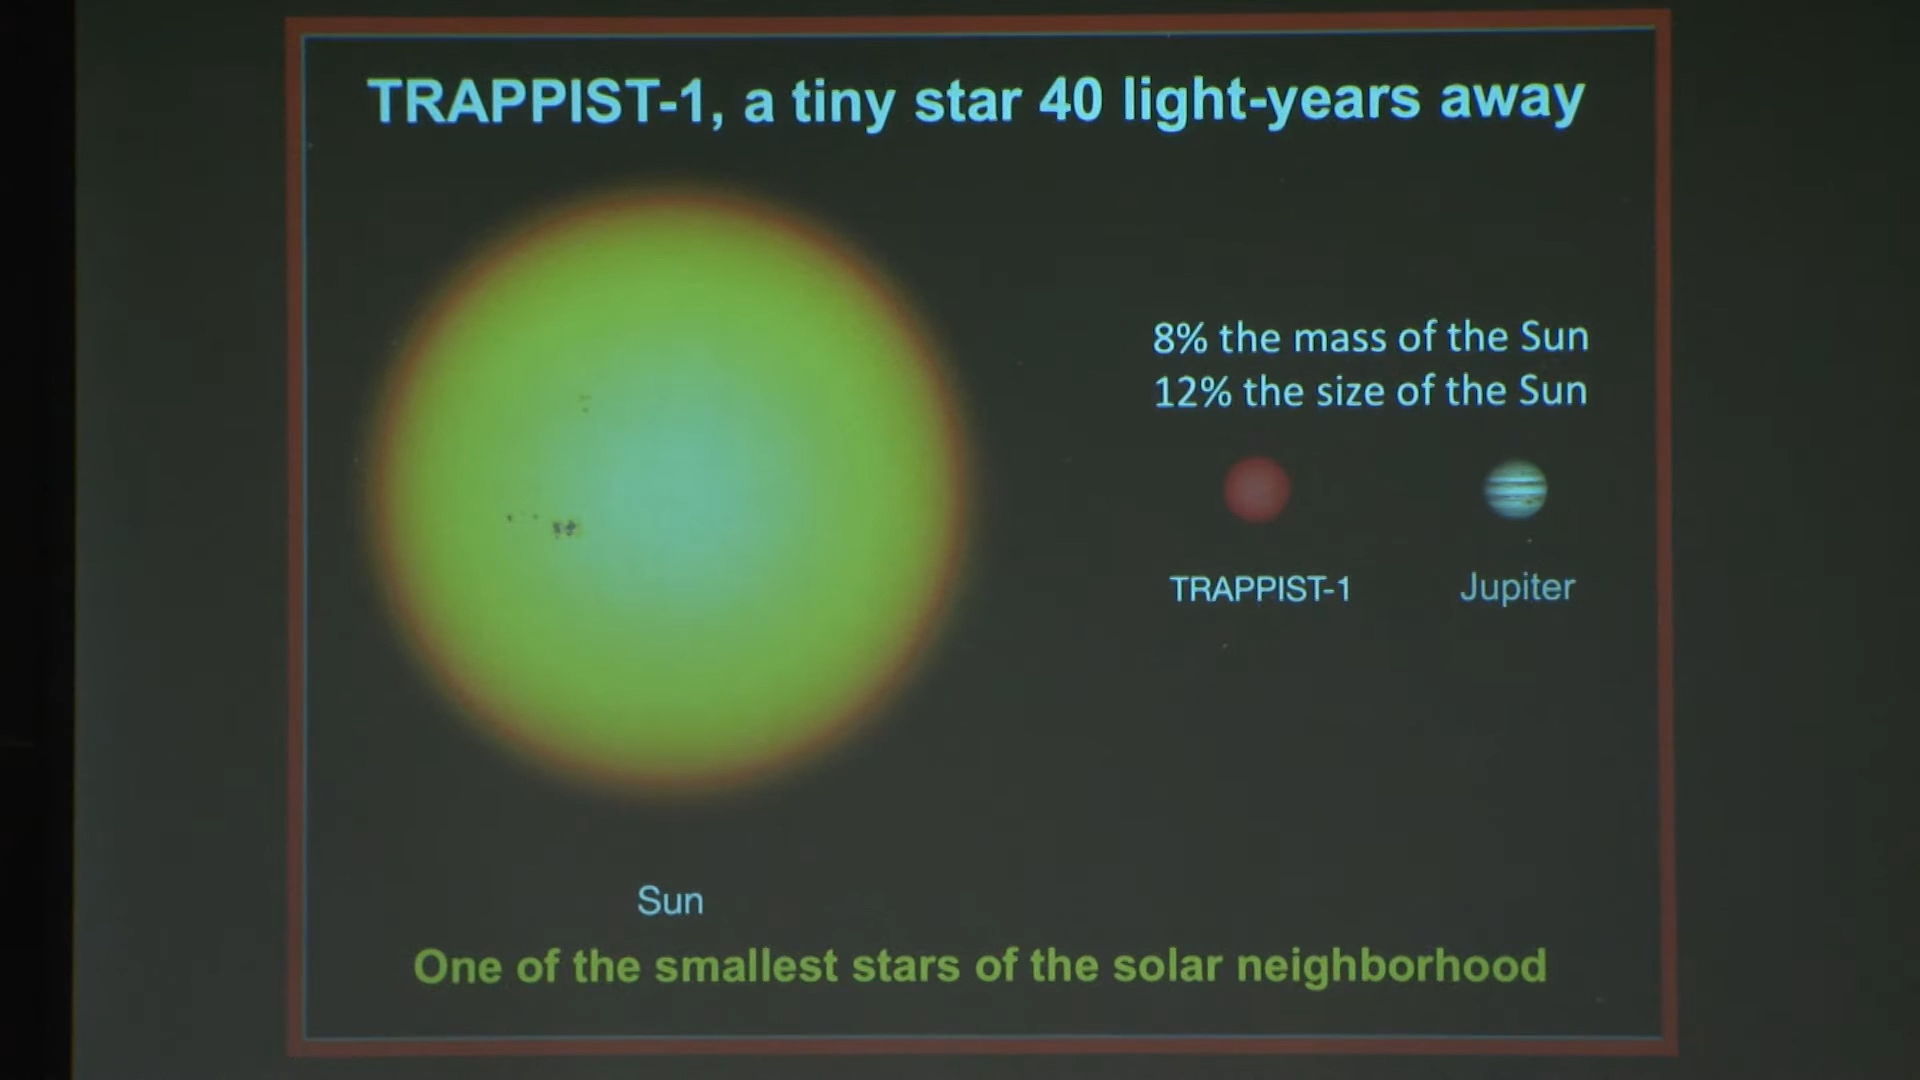 TRAPPIST-1, a tiny star 40 light-years away
8% the mass of the Sun
12% the size of the Sun
TRAPPIST-1
Jupiter
Sun
One of the smallest stars of the solar neighborhood